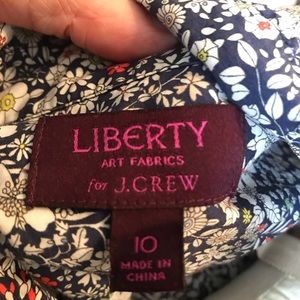 LIBERTY
ART FABRICS
for J.CREW
10
MADE IN
CHINA